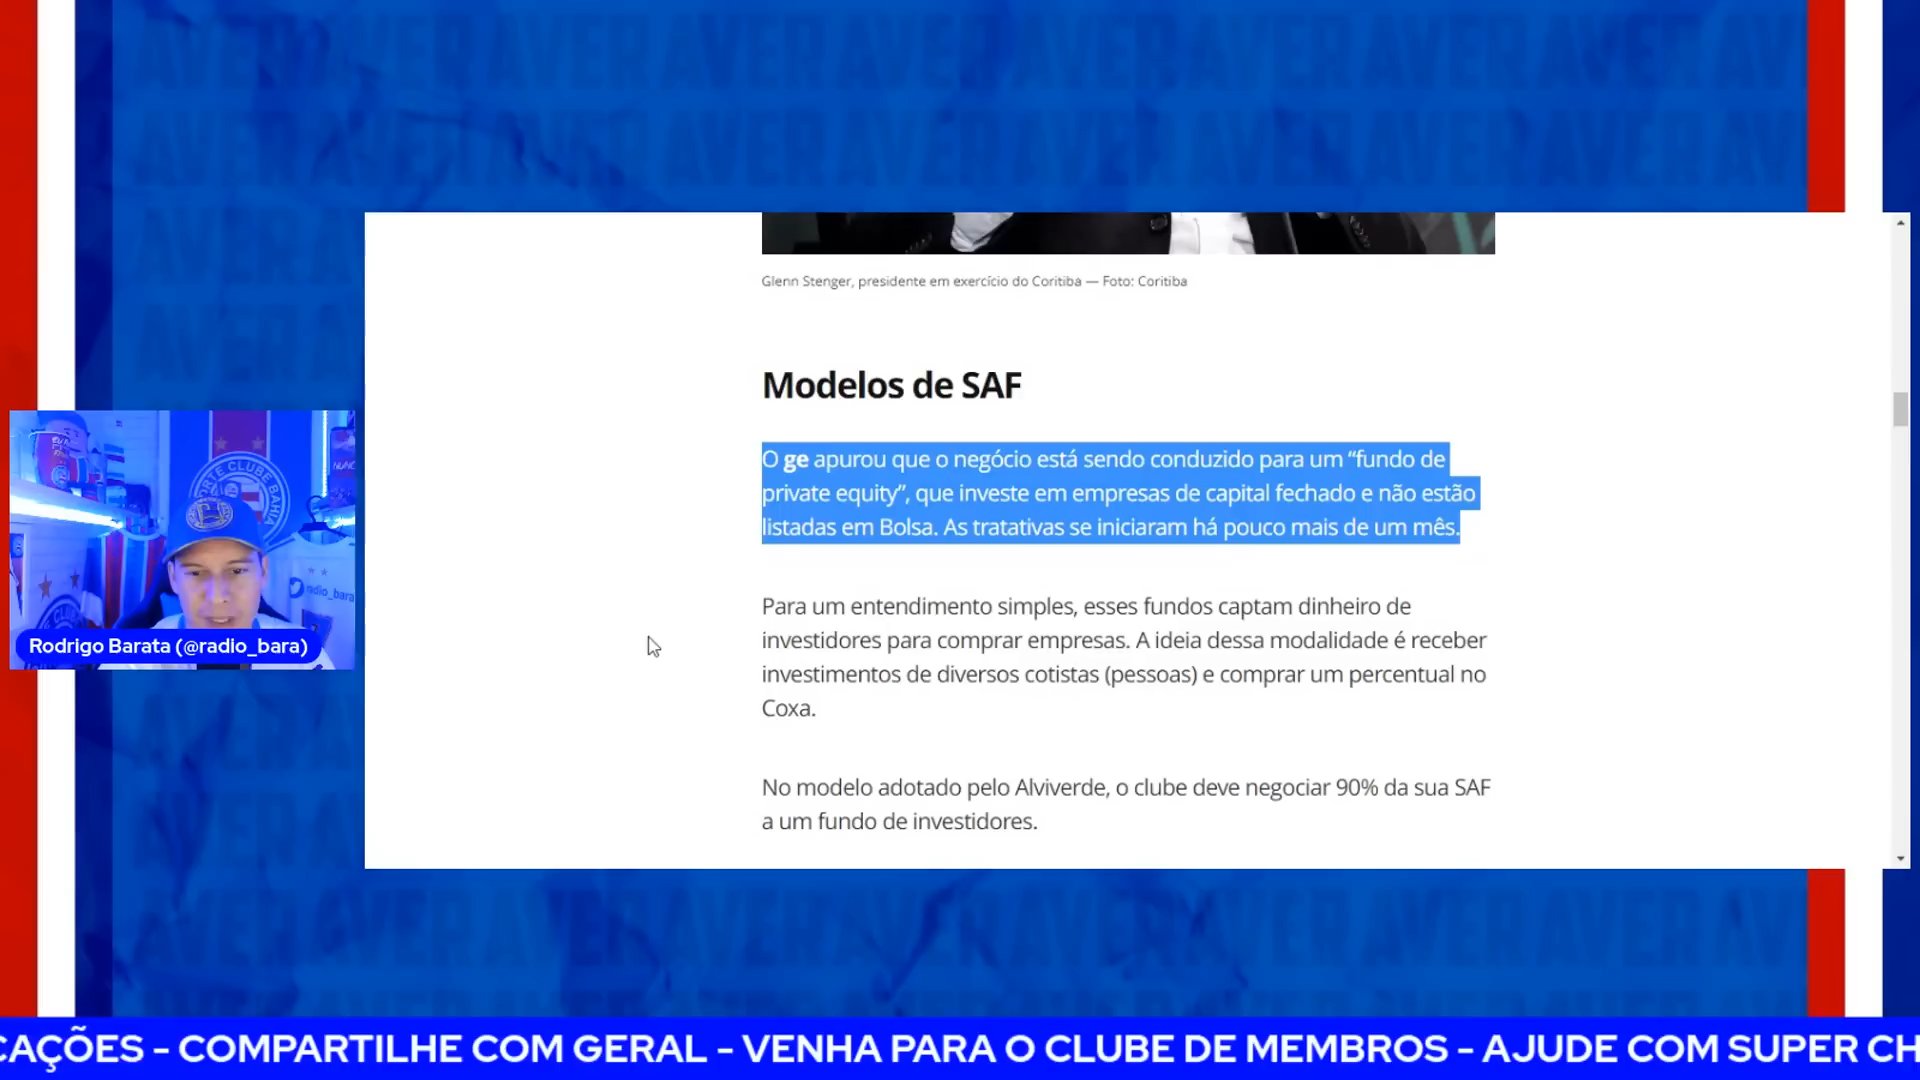 Glenn Stenger, presidente em exercício do Coritiba — Foto: Coritiba
Modelos de SAF
O ge apurou que o negócio está sendo conduzido para um “fundo de
private equity”, que investe em empresas de capital fechado e não estão
listadas em Bolsa. As tratativas se iniciaram há pouco mais de um mês.
Para um entendimento simples, esses fundos captam dinheiro de
investidores para comprar empresas. A ideia dessa modalidade é receber
investimentos de diversos cotistas (pessoas) e comprar um percentual no
Coxa.
No modelo adotado pelo Alviverde, o clube deve negociar 90% da sua SAF
a um fundo de investidores.
radio_bara
Rodrigo Barata (@radio_bara)
CAÇÕES - COMPARTILHE COM GERAL - VENHA PARA O CLUBE DE MEMBROS - AJUDE COM SUPER CH